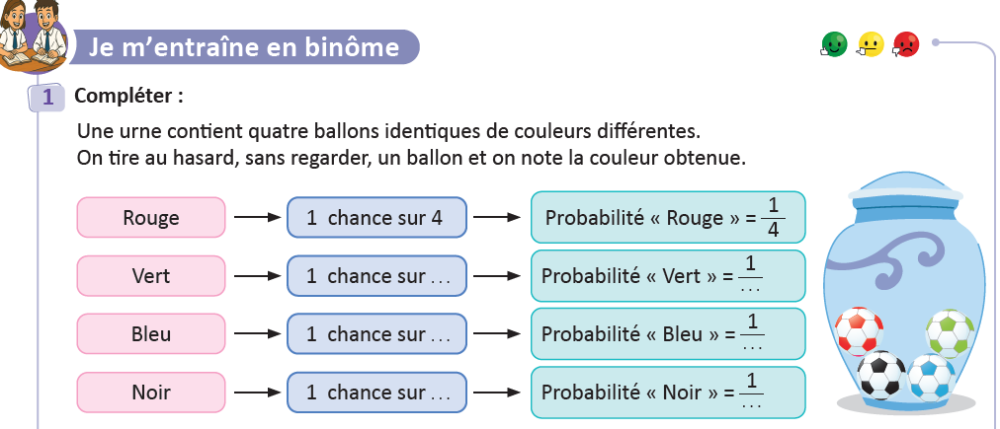 Je m'entraîne en binôme
1 Compléter :
Une urne contient quatre ballons identiques de couleurs différentes.
On tire au hasard, sans regarder, un ballon et on note la couleur obtenue.
Rouge 1 chance sur 4 Probabilité « Rouge » = 1/4
Vert 1 chance sur ... Probabilité « Vert » = 1/...
Bleu 1 chance sur ... Probabilité « Bleu » = 1/...
Noir 1 chance sur ... Probabilité « Noir » = 1/...